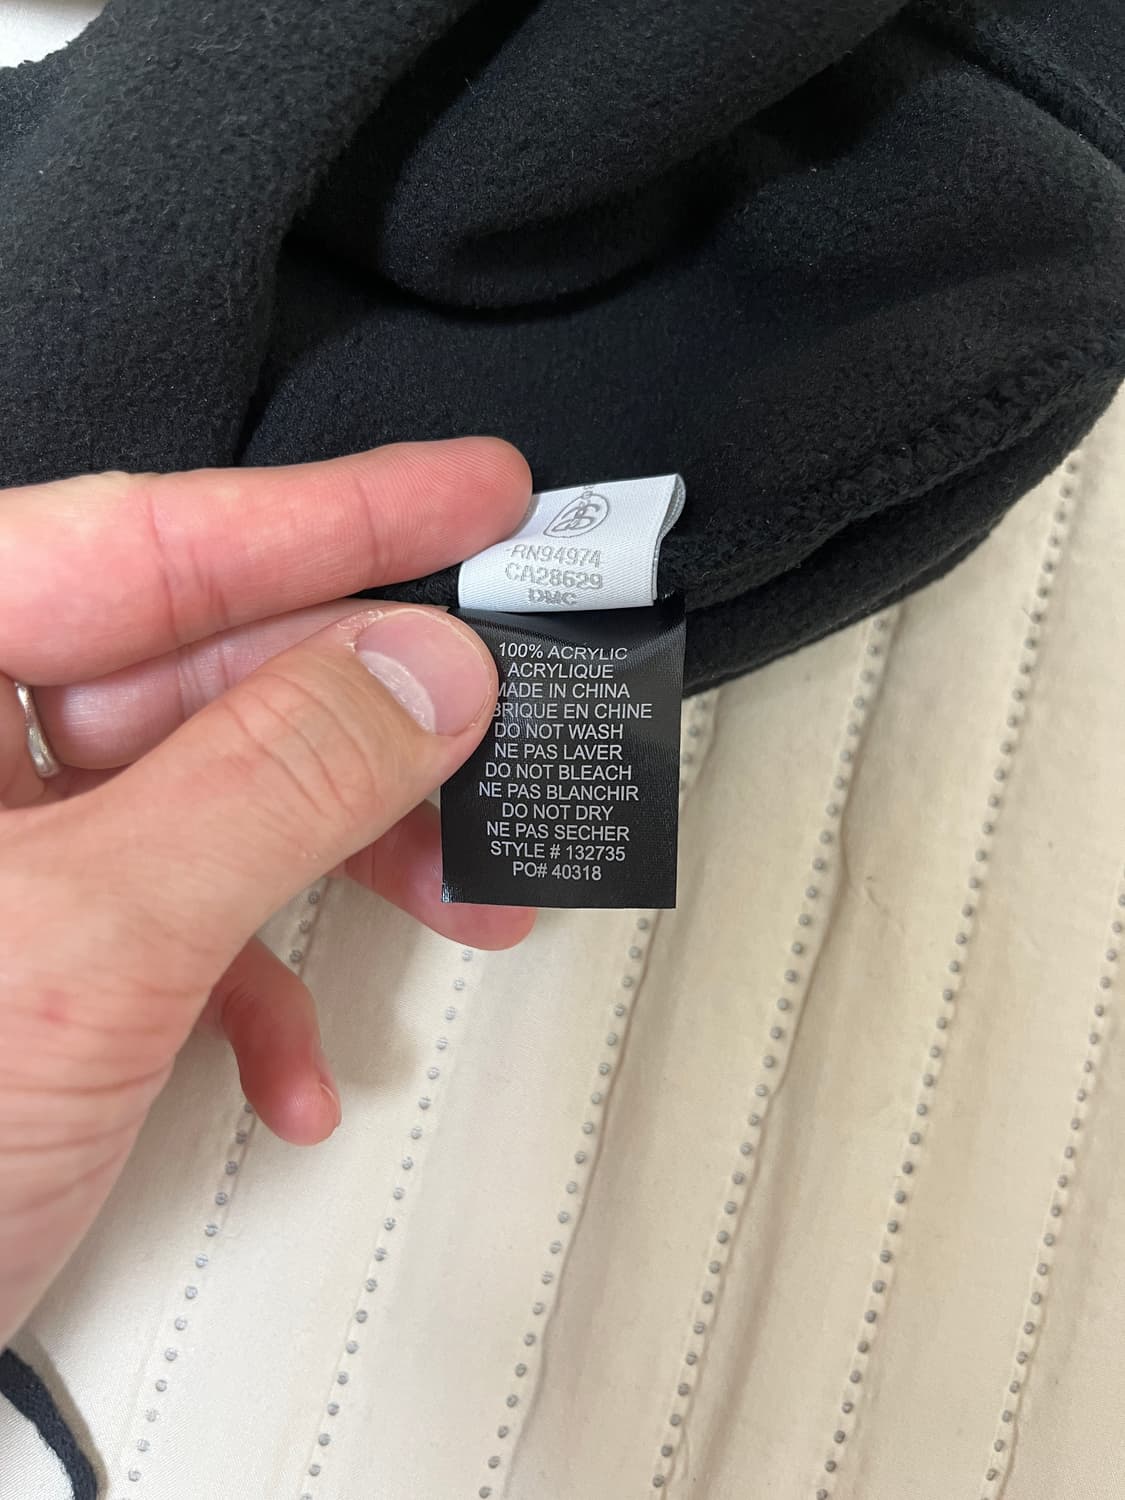 RN94974
CA28629
DMC
100% ACRYLIC
ACRYLIQUE
MADE IN CHINA
BRIQUE EN CHINE
DO NOT WASH
NE PAS LAVER
DO NOT BLEACH
NE PAS BLANCHIR
DO NOT DRY
NE PAS SECHER
STYLE # 132735
PO# 40318